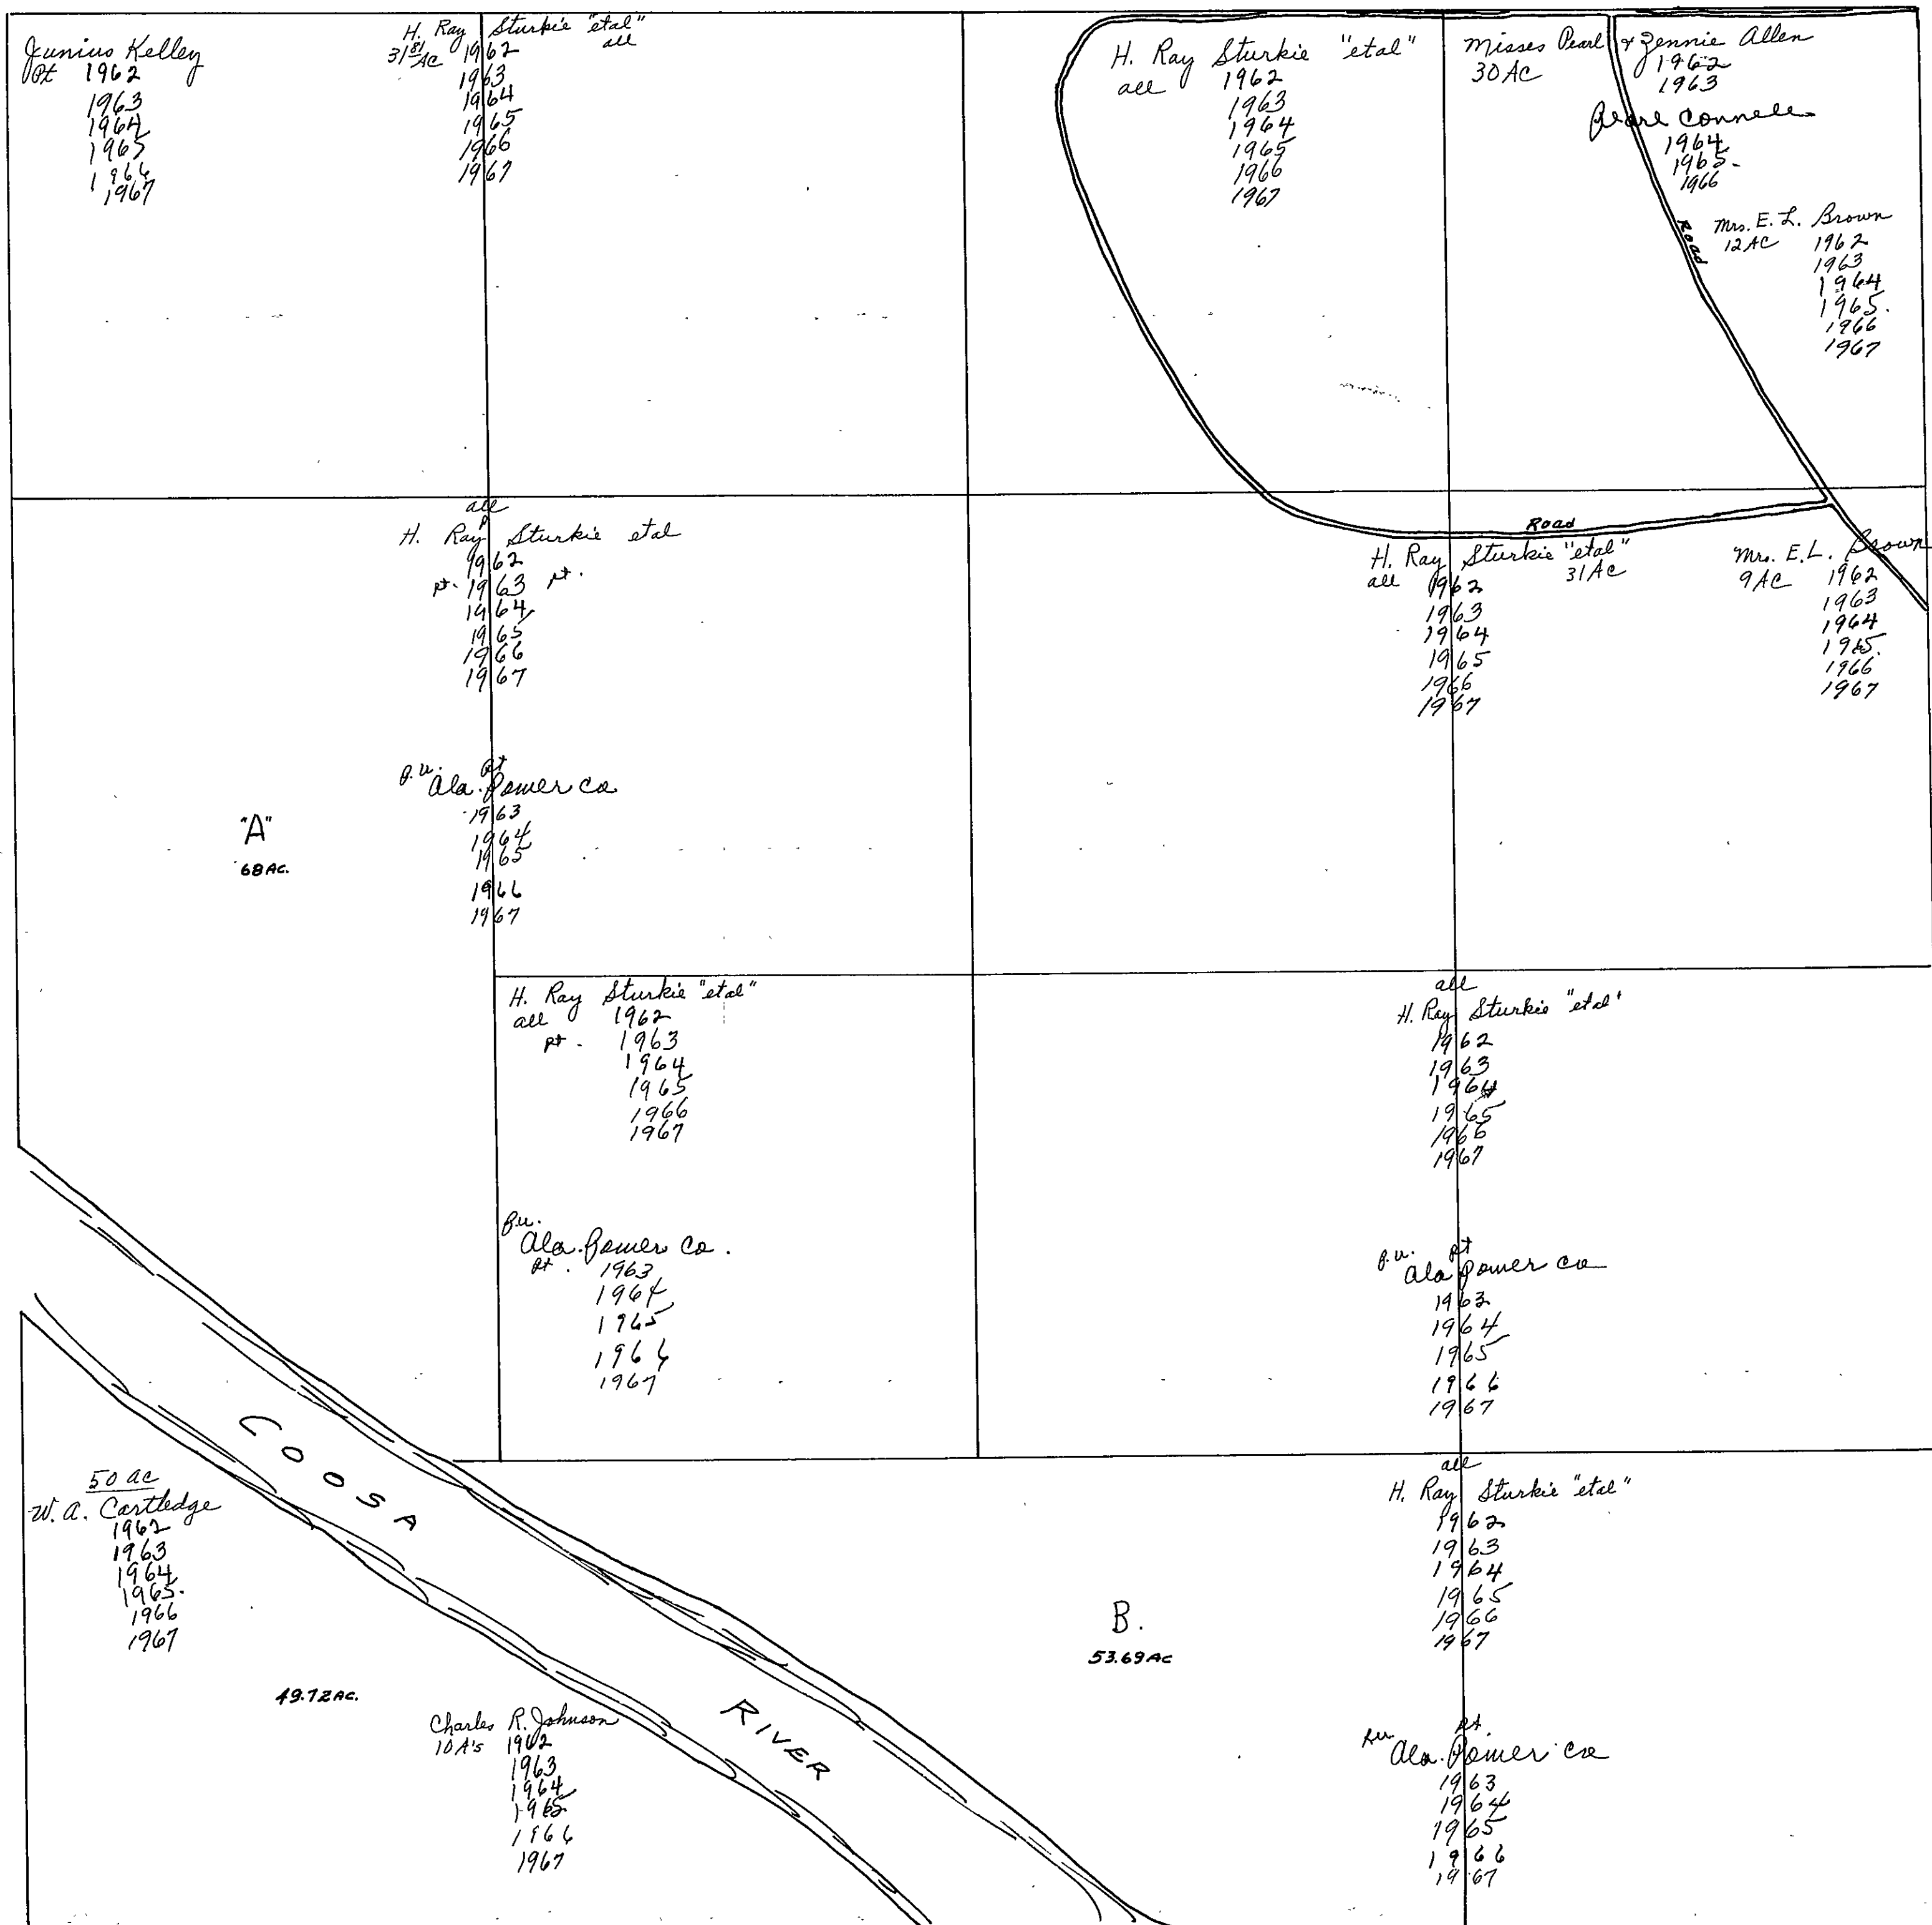 Junius Kelley
Pt 1962
1963
1964
1965
1966
1967
H. Ray Sturkie "etal"
31 81 AC 1962 all
1963
1964
1965
1966
1967
H. Ray Sturkie "etal"
all 1962
1963
1964
1965
1966
1967
Misses Pearl & Zennie Allen
30 AC 1962
1963
Pearl Connell
1964
1965
1966
Road
Mrs. E. L. Brown
12 AC 1962
1963
1964
1965.
1966
1967
all
H. Ray Sturkie etal
1962
pt. 1963 pt.
1964
1965
1966
1967
Road
H. Ray Sturkie "etal"
all 1962 31 AC
1963
1964
1965
1966
1967
Mrs. E. L. Brown
9 AC 1962
1963
1964
1965.
1966
1967
P.U. Pt
Ala. Power Co
1963
1964
1965
1966
1967
"A"
68 AC.
H. Ray Sturkie "etal"
all 1962
pt. 1963
1964
1965
1966
1967
all
H. Ray Sturkie "etal"
1962
1963
1964
1965
1966
1967
P.U.
Ala. Power Co.
Pt. 1963
1964
1965
1966
1967
P.U. Pt
Ala Power Co
1963
1964
1965
1966
1967
COOSA
RIVER
50 ac
W. A. Cartledge
1962
1963
1964
1965.
1966
1967
49.72 AC.
Charles R. Johnson
10 A's 1962
1963
1964
1965
1966
1967
B.
53.69 AC
all
H. Ray Sturkie "etal"
1962
1963
1964
1965
1966
1967
P.U. Pt.
Ala. Power Co
1963
1964
1965
1966
1967